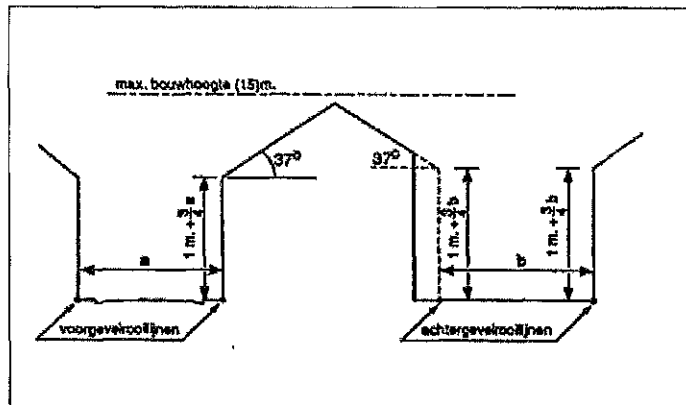 max. bouwhoogte (15)m.
37°
37°
1 m. + ¾ a
1 m. + ¾ b
1 m. + ¾ b
a
b
voorgevelrooilijnen
achtergevelrooilijnen